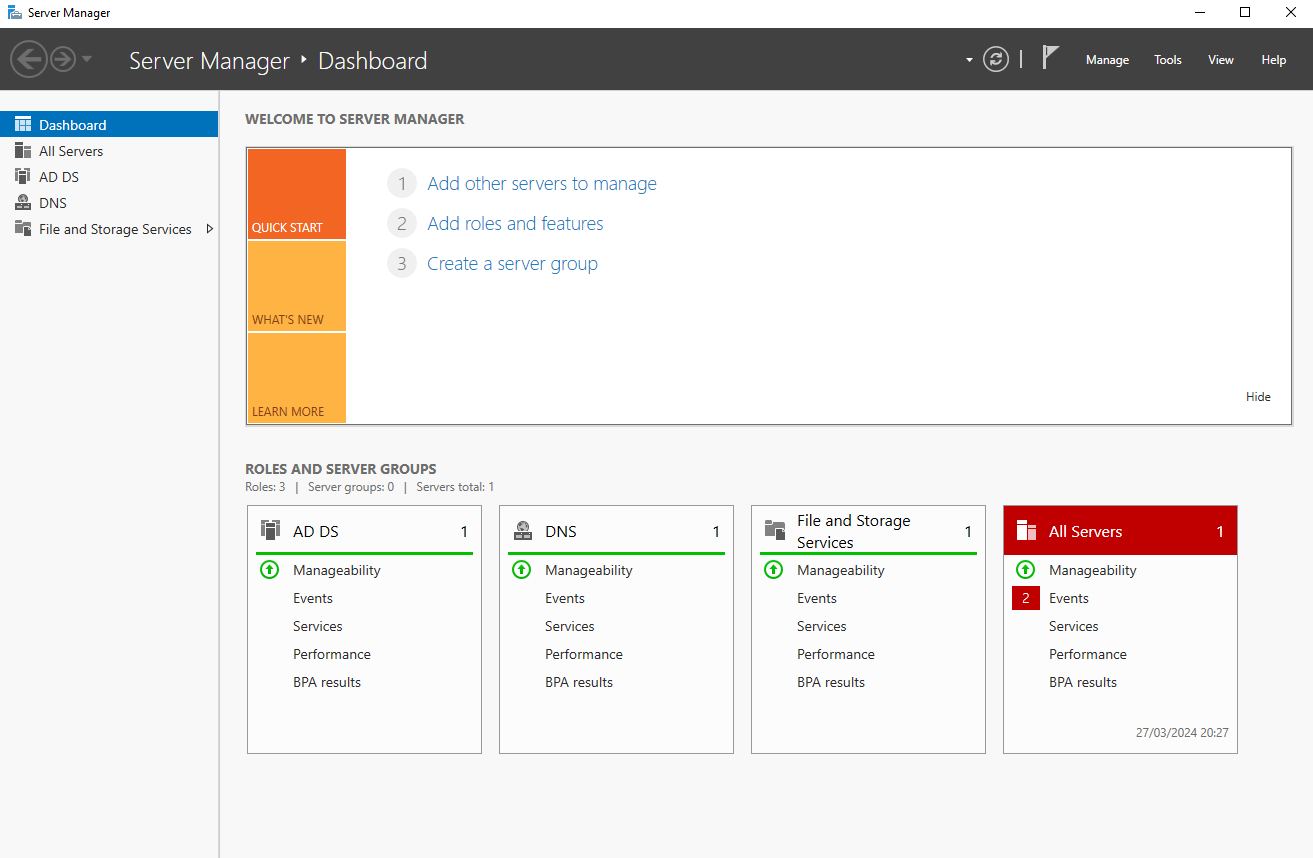 Server Manager
Server Manager ‣ Dashboard
Manage Tools View Help
Dashboard
All Servers
AD DS
DNS
File and Storage Services
WELCOME TO SERVER MANAGER
QUICK START
WHAT'S NEW
LEARN MORE
1 Add other servers to manage
2 Add roles and features
3 Create a server group
Hide
ROLES AND SERVER GROUPS
Roles: 3 | Server groups: 0 | Servers total: 1
AD DS 1
Manageability
Events
Services
Performance
BPA results
DNS 1
Manageability
Events
Services
Performance
BPA results
File and Storage
Services 1
Manageability
Events
Services
Performance
BPA results
All Servers 1
Manageability
2 Events
Services
Performance
BPA results
27/03/2024 20:27